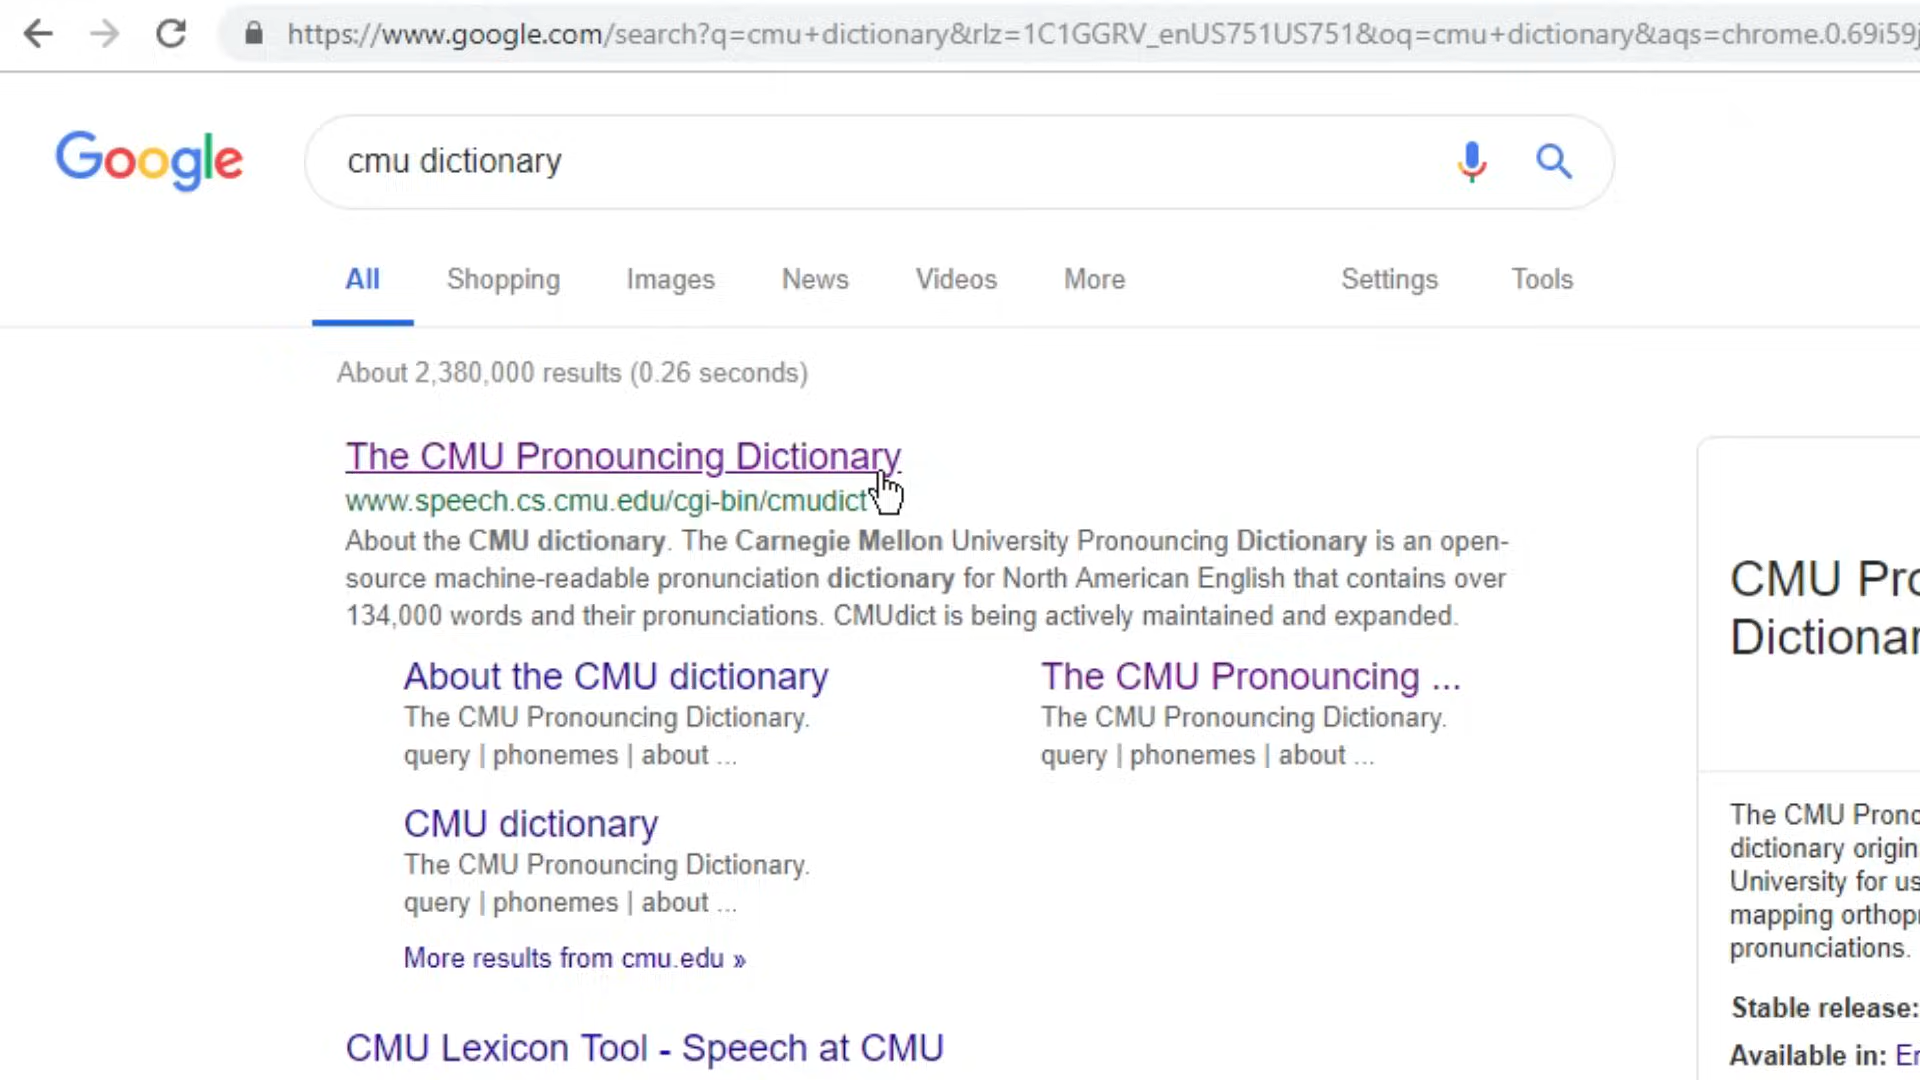 https://www.google.com/search?q=cmu+dictionary&rlz=1C1GGRV_enUS751US751&oq=cmu+dictionary&aqs=chrome.0.69i59j
Google
cmu dictionary
All Shopping Images News Videos More Settings Tools
About 2,380,000 results (0.26 seconds)
The CMU Pronouncing Dictionary
www.speech.cs.cmu.edu/cgi-bin/cmudict
About the CMU dictionary. The Carnegie Mellon University Pronouncing Dictionary is an open-
source machine-readable pronunciation dictionary for North American English that contains over
134,000 words and their pronunciations. CMUdict is being actively maintained and expanded.
About the CMU dictionary
The CMU Pronouncing Dictionary.
query | phonemes | about ...
The CMU Pronouncing ...
The CMU Pronouncing Dictionary.
query | phonemes | about ...
CMU dictionary
The CMU Pronouncing Dictionary.
query | phonemes | about ...
More results from cmu.edu »
CMU Lexicon Tool - Speech at CMU
CMU Pro
Dictionar
The CMU Prono
dictionary origin
University for us
mapping orthop
pronunciations.
Stable release:
Available in: En